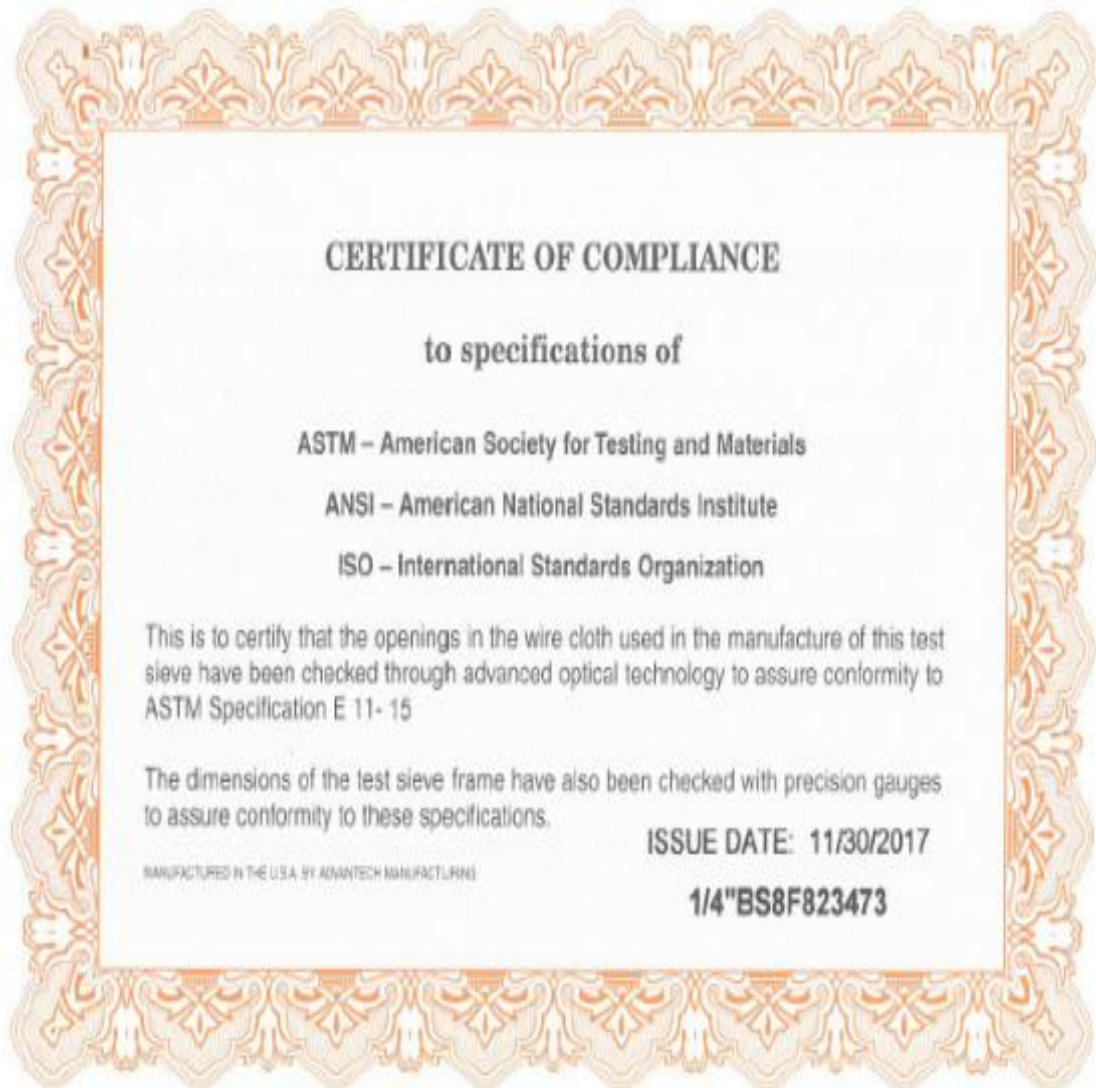 CERTIFICATE OF COMPLIANCE
to specifications of
ASTM – American Society for Testing and Materials
ANSI – American National Standards Institute
ISO – International Standards Organization
This is to certify that the openings in the wire cloth used in the manufacture of this test
sieve have been checked through advanced optical technology to assure conformity to
ASTM Specification E 11- 15
The dimensions of the test sieve frame have also been checked with precision gauges
to assure conformity to these specifications.
ISSUE DATE: 11/30/2017
MANUFACTURED IN THE U.S.A. BY ADVANTECH MANUFACTURING
1/4"BS8F823473